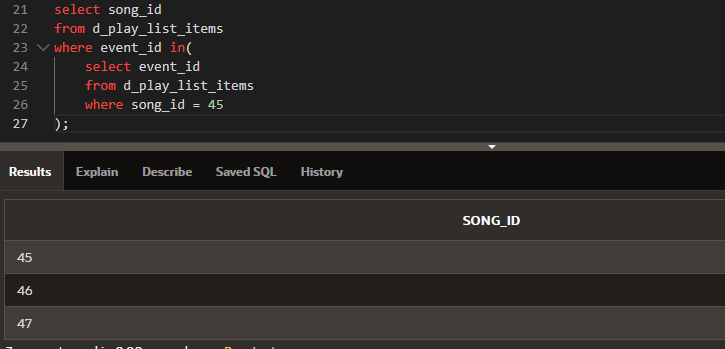 21 select song_id
22 from d_play_list_items
23 where event_id in(
24 select event_id
25 from d_play_list_items
26 where song_id = 45
27 );
Results Explain Describe Saved SQL History
SONG_ID
45
46
47